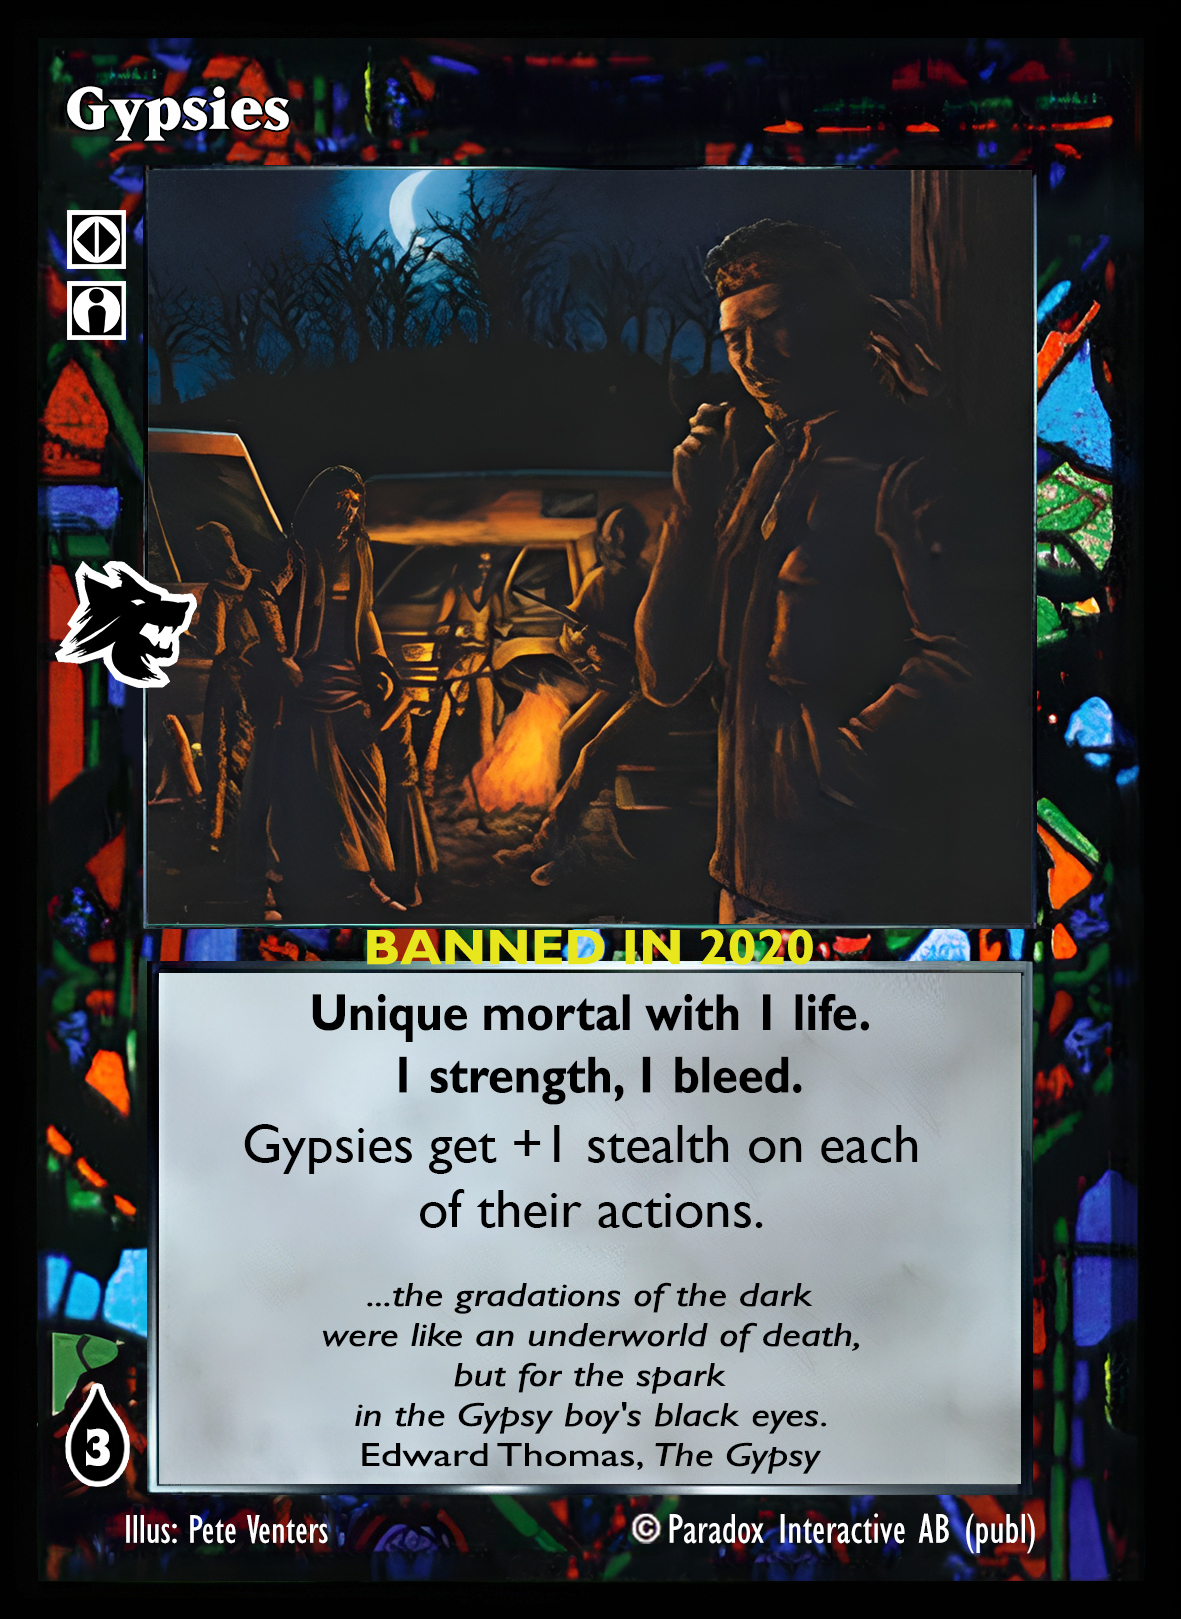 Gypsies
BANNED IN 2020
Unique mortal with 1 life.
1 strength, 1 bleed.
Gypsies get +1 stealth on each
of their actions.
...the gradations of the dark
were like an underworld of death,
but for the spark
in the Gypsy boy's black eyes.
Edward Thomas, The Gypsy
3
Illus: Pete Venters
© Paradox Interactive AB (publ)